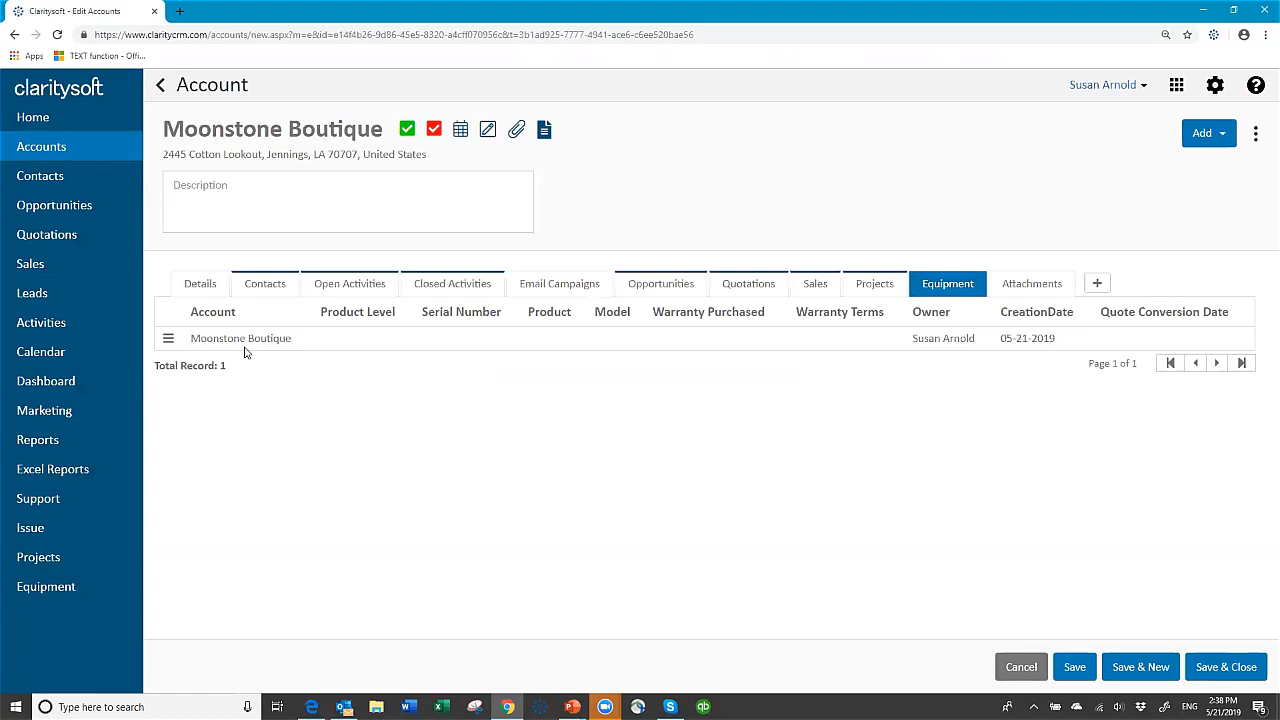 Claritysoft - Edit Accounts
https://www.claritycrm.com/accounts/new.aspx?m=e&id=e14f4b26-9d86-45e5-8320-a4cff070956c&t=3b1ad925-7777-4941-ace6-c6ee520bae56
Apps TEXT function - Offi...
claritysoft
Home
Accounts
Contacts
Opportunities
Quotations
Sales
Leads
Activities
Calendar
Dashboard
Marketing
Reports
Excel Reports
Support
Issue
Projects
Equipment
Account
Susan Arnold
Moonstone Boutique
Add
2445 Cotton Lookout, Jennings, LA 70707, United States
Description
Details Contacts Open Activities Closed Activities Email Campaigns Opportunities Quotations Sales Projects Equipment Attachments +
Account Product Level Serial Number Product Model Warranty Purchased Warranty Terms Owner CreationDate Quote Conversion Date
Moonstone Boutique Susan Arnold 05-21-2019
Total Record: 1
Page 1 of 1
Cancel Save Save & New Save & Close
Type here to search
ENG
2:38 PM
5/21/2019